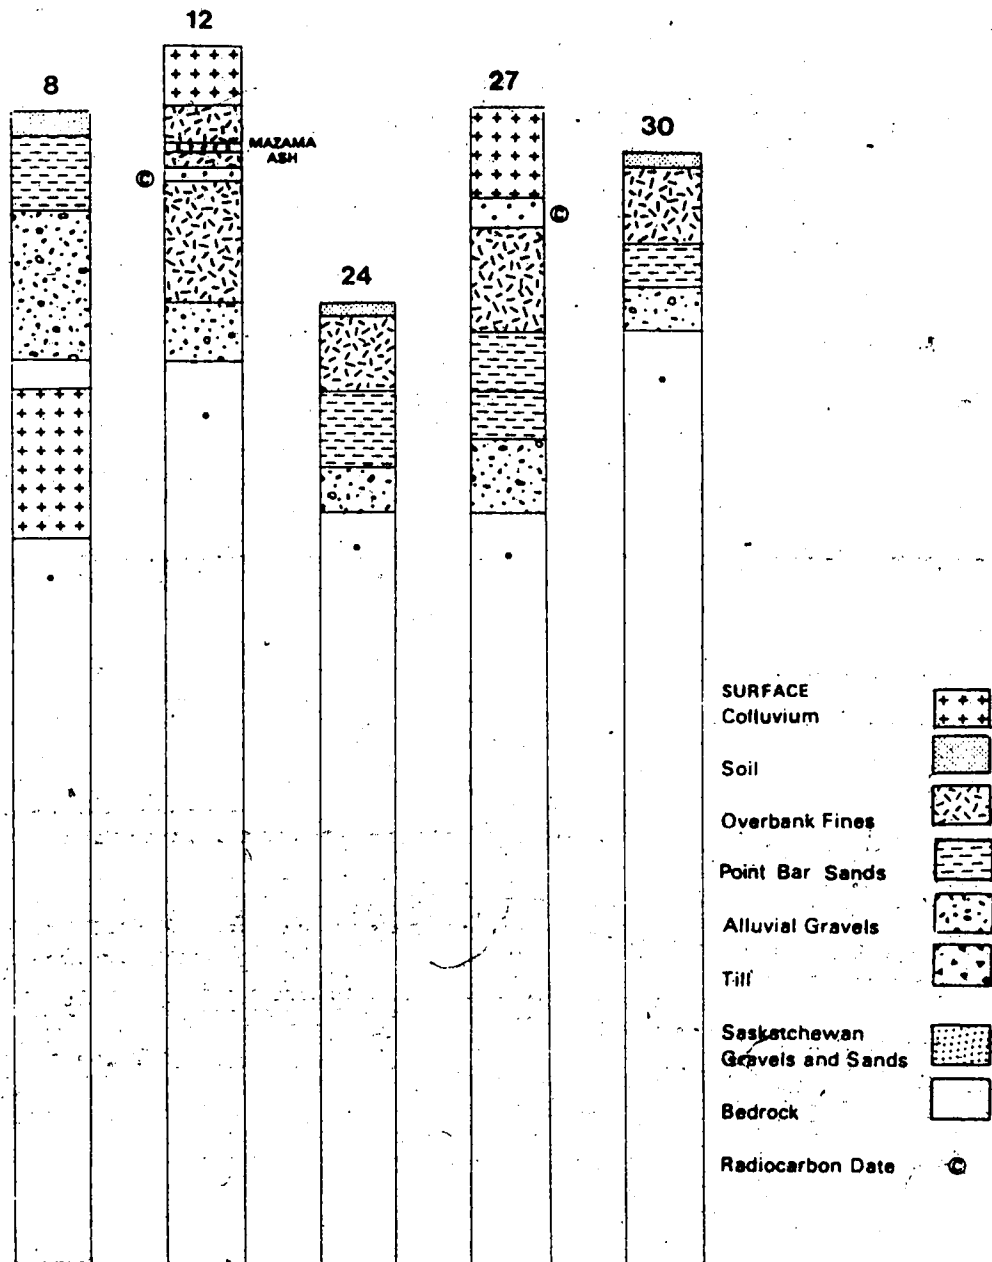 12
8
27
30
MAZAMA
ASH
©
©
24
SURFACE
Colluvium
Soil
Overbank Fines
Point Bar Sands
Alluvial Gravels
Till
Saskatchewan
Gravels and Sands
Bedrock
Radiocarbon Date ©